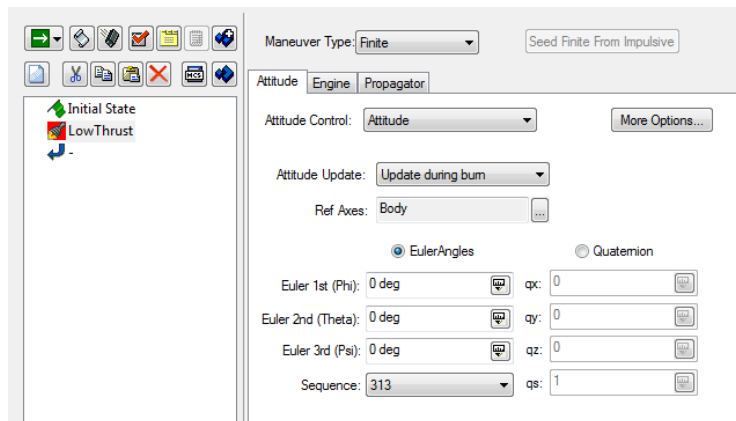 Maneuver Type: Finite
Seed Finite From Impulsive
MCS
Initial State
LowThrust
-
Attitude Engine Propagator
Attitude Control: Attitude
More Options...
Attitude Update: Update during burn
Ref Axes: Body
...
EulerAngles Quaternion
Euler 1st (Phi): 0 deg qx: 0
Euler 2nd (Theta): 0 deg qy: 0
Euler 3rd (Psi): 0 deg qz: 0
Sequence: 313 qs: 1